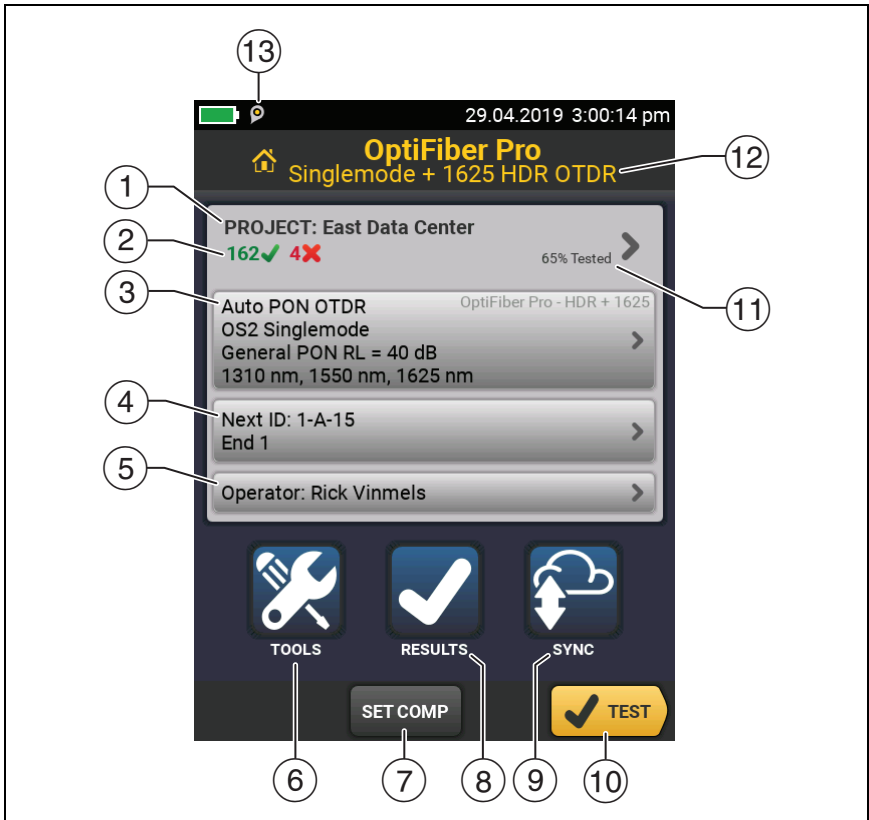 13
29.04.2019 3:00:14 pm
OptiFiber Pro
Singlemode + 1625 HDR OTDR
12
1
PROJECT: East Data Center
2
162 4
65% Tested
11
3
Auto PON OTDR
OptiFiber Pro - HDR + 1625
OS2 Singlemode
General PON RL = 40 dB
1310 nm, 1550 nm, 1625 nm
4
Next ID: 1-A-15
End 1
5
Operator: Rick Vinmels
TOOLS
RESULTS
SYNC
SET COMP
TEST
6
7
8
9
10